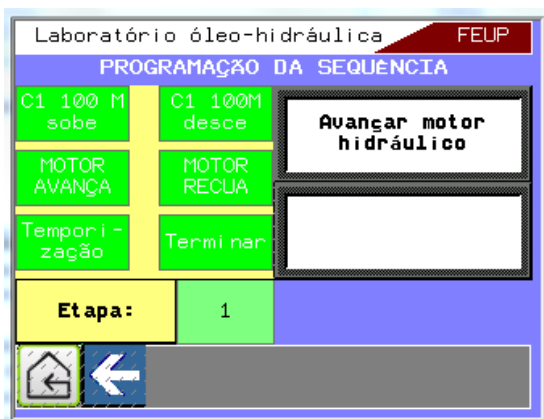 Laboratório óleo-hidráulica FEUP
PROGRAMAÇÃO DA SEQUÊNCIA
C1 100 M
sobe
C1 100M
desce
Avançar motor
hidráulico
MOTOR
AVANÇA
MOTOR
RECUA
Tempori-
zação
Terminar
Etapa:
1